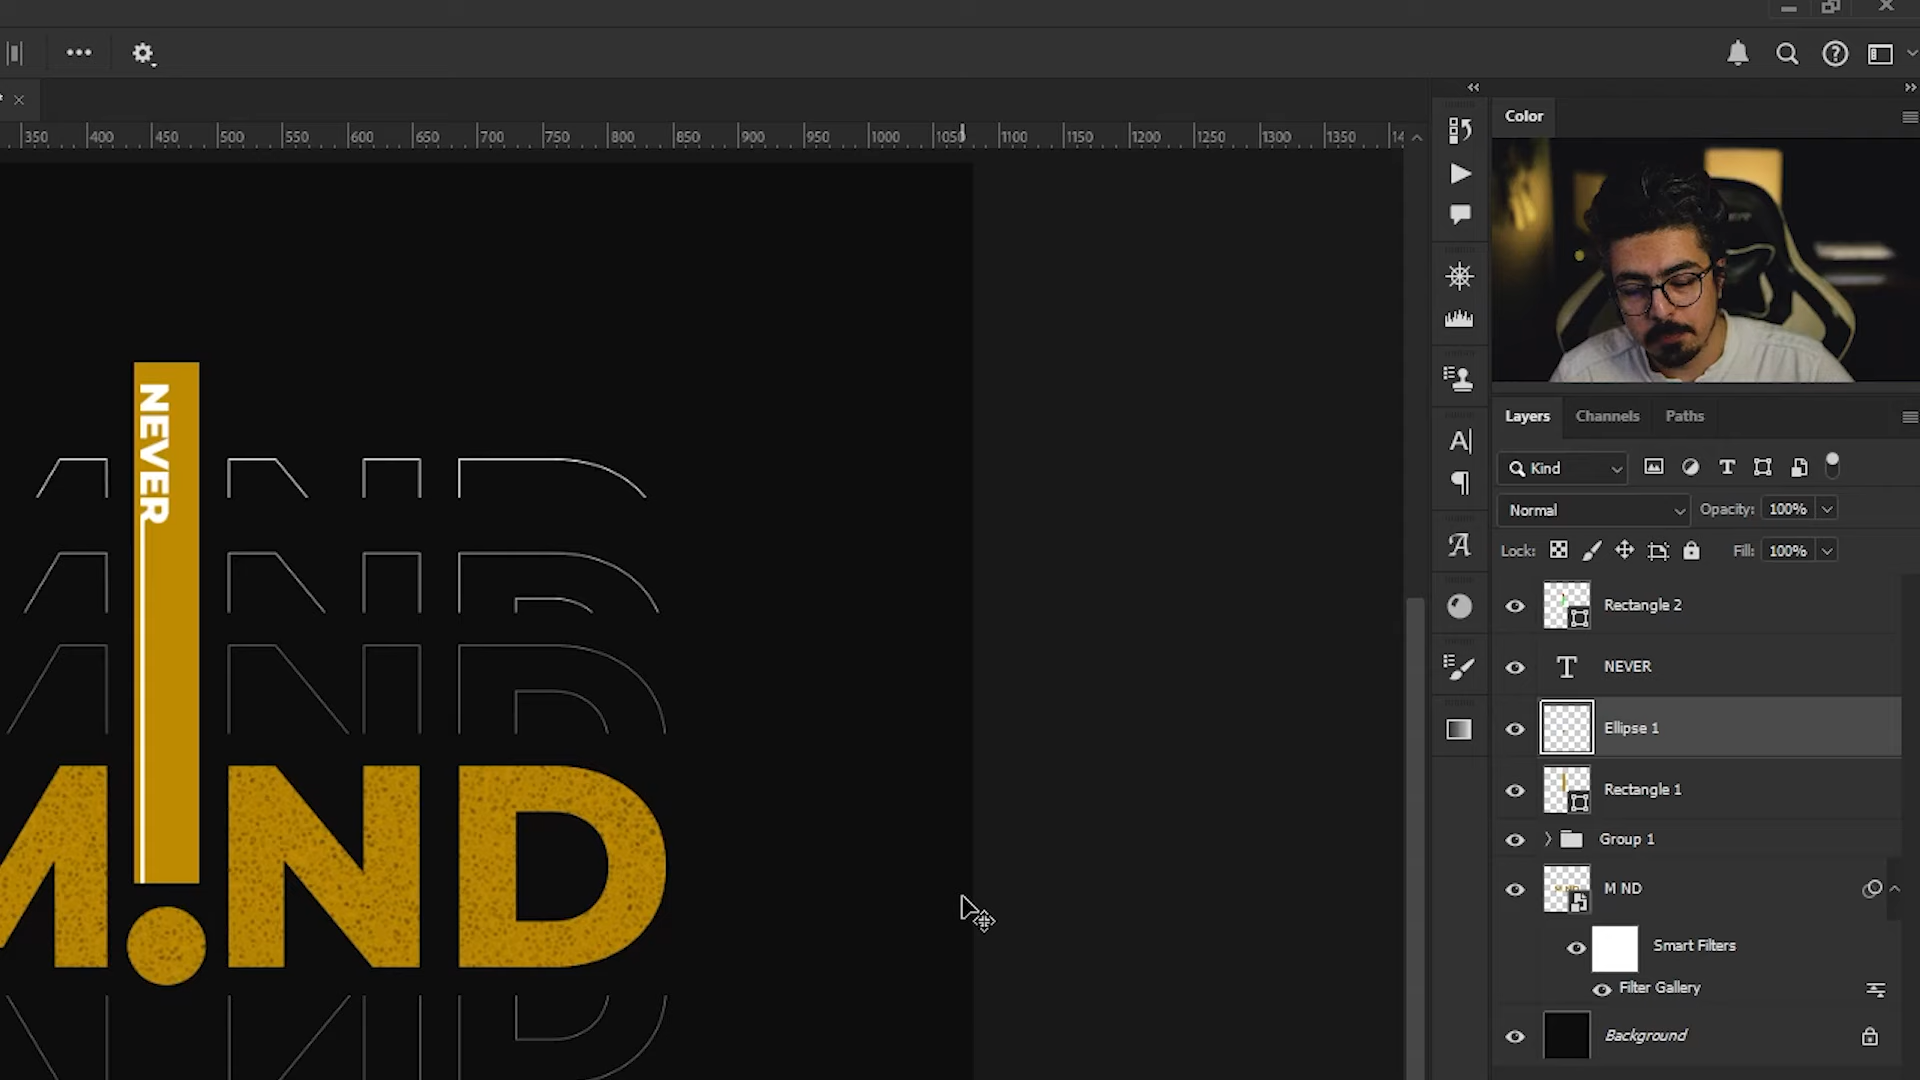 350 400 450 500 550 600 650 700 750 800 850 900 950 1000 1050 1100 1150 1200 1250 1300 1350 14
Color
Layers Channels Paths
Kind
Normal Opacity: 100%
Lock: Fill: 100%
Rectangle 2
NEVER
Ellipse 1
Rectangle 1
Group 1
M ND
Smart Filters
Filter Gallery
Background
NEVER
M.ND